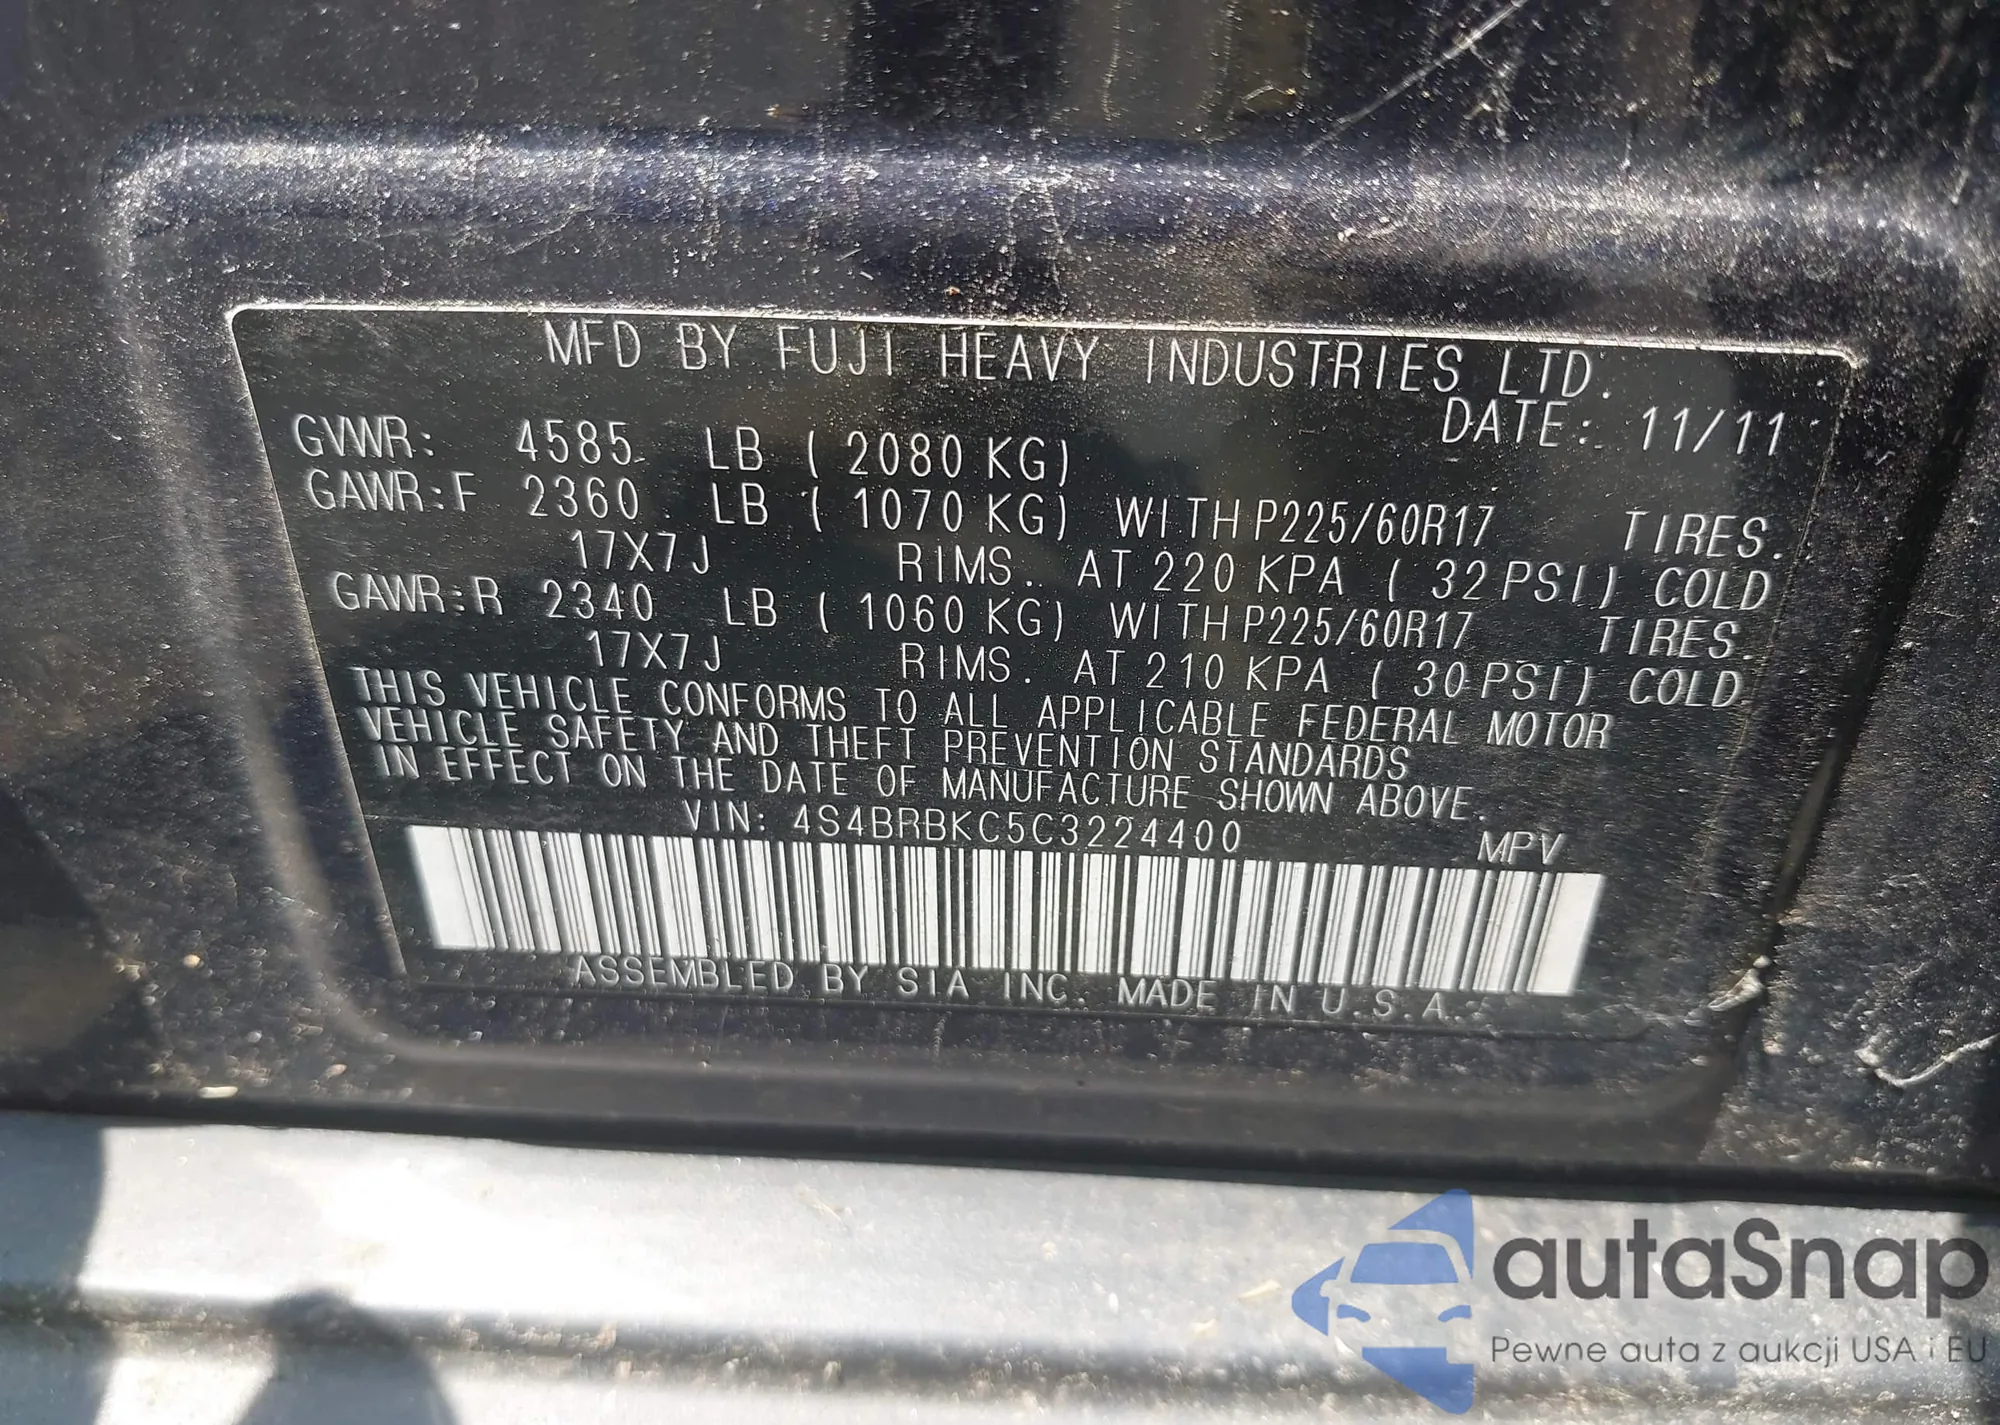 MFD BY FUJI HEAVY INDUSTRIES LTD.
DATE: 11/11
GVWR: 4585 LB ( 2080 KG)
GAWR:F 2360 LB ( 1070 KG) WITH P225/60R17 TIRES.
17X7J RIMS. AT 220 KPA ( 32 PSI) COLD
GAWR:R 2340 LB ( 1060 KG) WITH P225/60R17 TIRES.
17X7J RIMS. AT 210 KPA ( 30 PSI) COLD.
THIS VEHICLE CONFORMS TO ALL APPLICABLE FEDERAL MOTOR
VEHICLE SAFETY AND THEFT PREVENTION STANDARDS
IN EFFECT ON THE DATE OF MANUFACTURE SHOWN ABOVE.
VIN: 4S4BRBKC5C3224400 MPV
ASSEMBLED BY SIA INC. MADE IN U.S.A.
autaSnap
Pewne auta z aukcji USA i EU